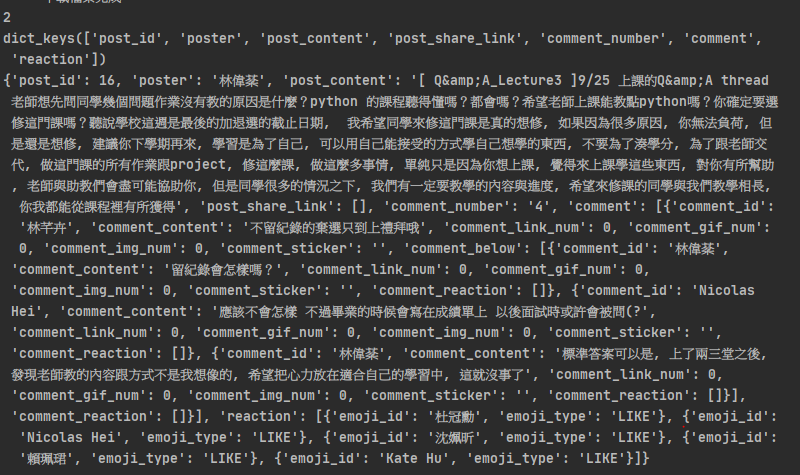 2
dict_keys(['post_id', 'poster', 'post_content', 'post_share_link', 'comment_number', 'comment',
'reaction'])
{'post_id': 16, 'poster': '林偉棻', 'post_content': '[ Q&amp;A_Lecture3 ]9/25 上課的Q&amp;A thread
老師想先問同學幾個問題作業沒有教的原因是什麼？python 的課程聽得懂嗎？都會嗎？希望老師上課能教點python嗎？你確定要選
修這門課嗎？聽說學校這週是最後的加退選的截止日期,  我希望同學來修這門課是真的想修, 如果因為很多原因, 你無法負荷, 但
是還是想修, 建議你下學期再來, 學習是為了自己, 可以用自己能接受的方式學自己想學的東西, 不要為了湊學分, 為了跟老師交
代, 做這門課的所有作業跟project, 修這麼課, 做這麼多事情, 單純只是因為你想上課, 覺得來上課學這些東西, 對你有所幫助
, 老師與助教們會盡可能協助你, 但是同學很多的情況之下, 我們有一定要教學的內容與進度, 希望來修課的同學與我們教學相長,
你我都能從課程裡有所獲得', 'post_share_link': [], 'comment_number': '4', 'comment': [{'comment_id':
'林芊卉', 'comment_content': '不留紀錄的棄選只到上禮拜哦', 'comment_link_num': 0, 'comment_gif_num':
0, 'comment_img_num': 0, 'comment_sticker': '', 'comment_below': [{'comment_id': '林偉棻',
'comment_content': '留紀錄會怎樣嗎？', 'comment_link_num': 0, 'comment_gif_num': 0,
'comment_img_num': 0, 'comment_sticker': '', 'comment_reaction': []}, {'comment_id': 'Nicolas
Hei', 'comment_content': '應該不會怎樣 不過畢業的時候會寫在成績單上 以後面試時或許會被問(?',
'comment_link_num': 0, 'comment_gif_num': 0, 'comment_img_num': 0, 'comment_sticker': '',
'comment_reaction': []}, {'comment_id': '林偉棻', 'comment_content': '標準答案可以是, 上了兩三堂之後,
發現老師教的內容跟方式不是我想像的, 希望把心力放在適合自己的學習中, 這就沒事了', 'comment_link_num': 0,
'comment_gif_num': 0, 'comment_img_num': 0, 'comment_sticker': '', 'comment_reaction': []}],
'comment_reaction': []}], 'reaction': [{'emoji_id': '杜冠勳', 'emoji_type': 'LIKE'}, {'emoji_id':
'Nicolas Hei', 'emoji_type': 'LIKE'}, {'emoji_id': '沈姵昕', 'emoji_type': 'LIKE'}, {'emoji_id':
'賴珮珺', 'emoji_type': 'LIKE'}, {'emoji_id': 'Kate Hu', 'emoji_type': 'LIKE'}]}